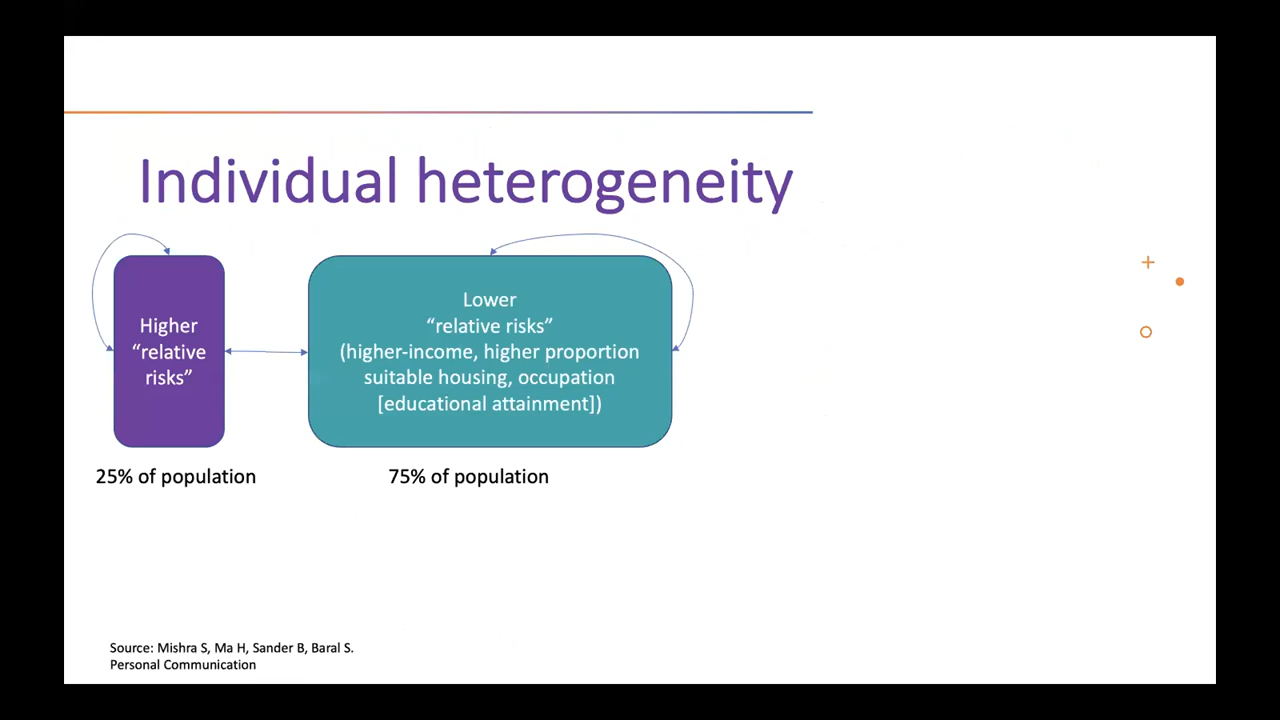 Individual heterogeneity
Higher
“relative
risks”
Lower
“relative risks”
(higher-income, higher proportion
suitable housing, occupation
[educational attainment])
25% of population
75% of population
Source: Mishra S, Ma H, Sander B, Baral S.
Personal Communication